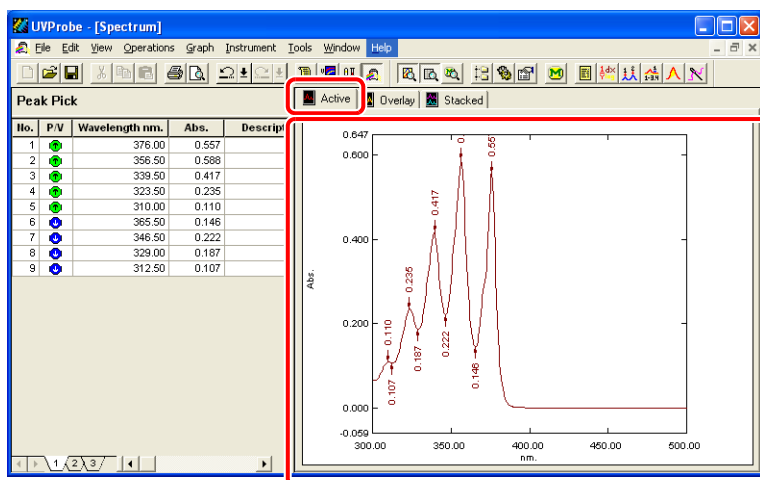 UVProbe - [Spectrum]
File Edit View Operations Graph Instrument Tools Window Help
Peak Pick
Active Overlay Stacked
No. P/V Wavelength nm. Abs. Descript
1 376.00 0.557
2 356.50 0.588
3 339.50 0.417
4 323.50 0.235
5 310.00 0.110
6 365.50 0.146
7 346.50 0.222
8 329.00 0.187
9 312.50 0.107
1 2 3
0.647
0.600
0.400
0.200
0.000
-0.059
Abs.
0.110
0.107
0.235
0.187
0.417
0.222
0.146
0.55
300.00 350.00 400.00 450.00 500.00
nm.